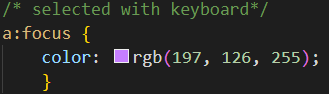 /* selected with keyboard*/
a:focus {
color: rgb(197, 126, 255);
}